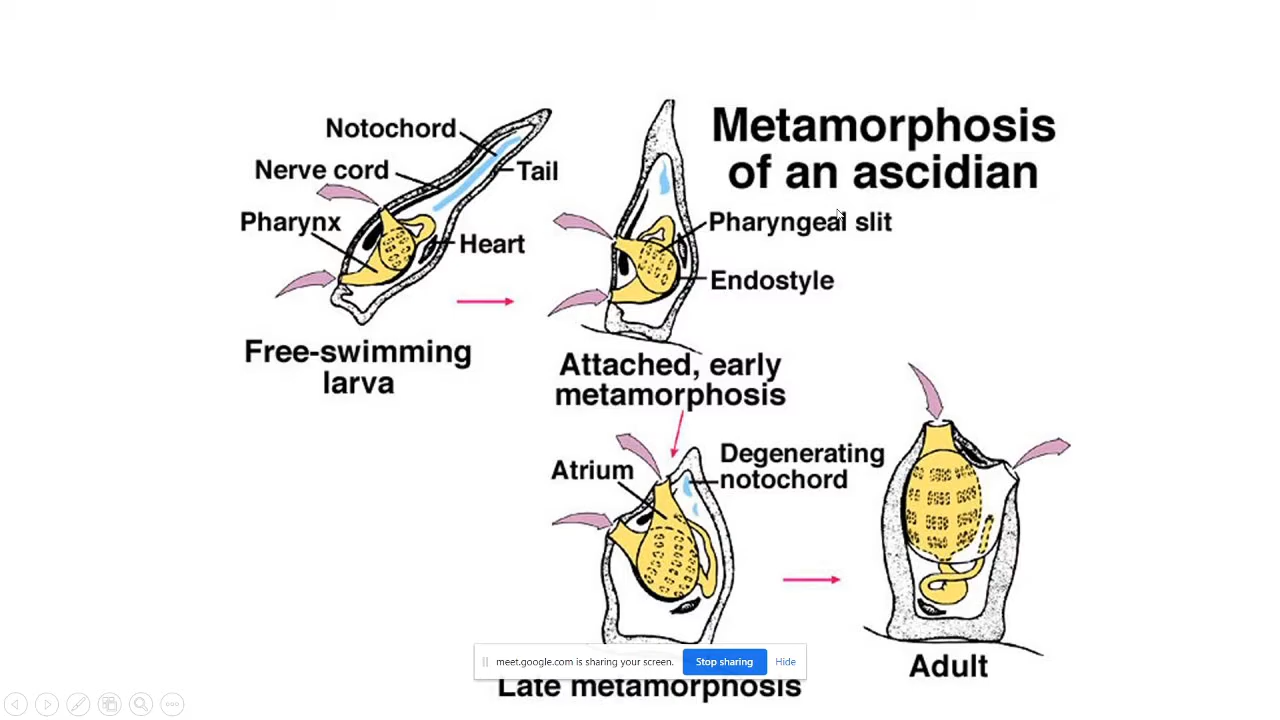 Metamorphosis
of an ascidian
Notochord
Nerve cord
Tail
Pharynx
Heart
Free-swimming
larva
Pharyngeal slit
Endostyle
Attached, early
metamorphosis
Atrium
Degenerating
notochord
meet.google.com is sharing your screen.
Stop sharing
Hide
Late metamorphosis
Adult